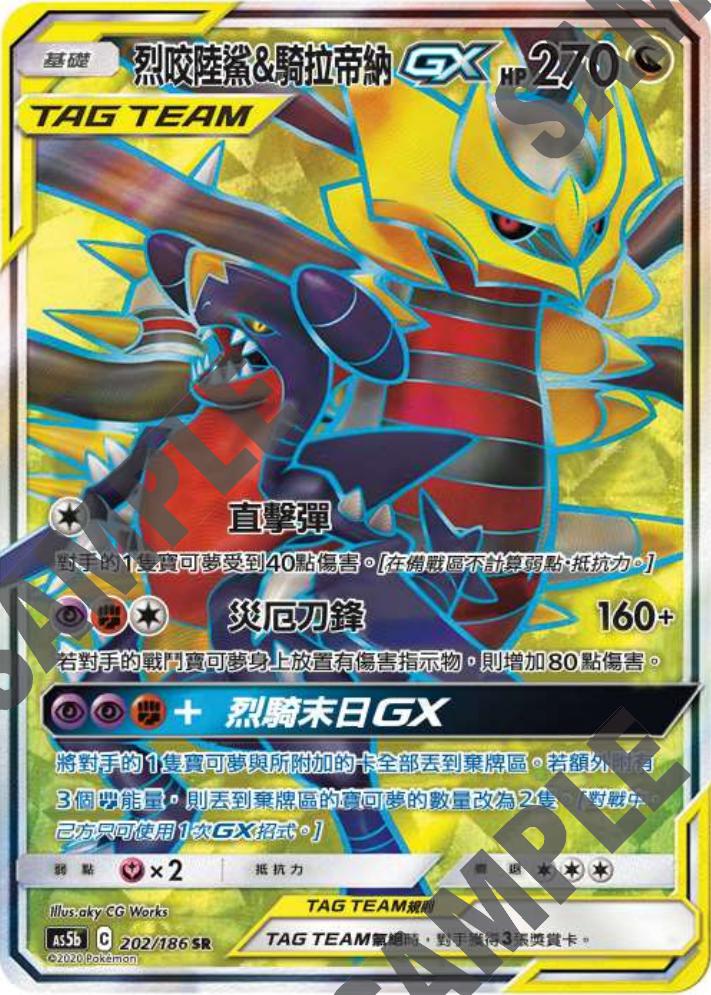 基礎 烈咬陸鯊&騎拉帝納GX HP270
TAG TEAM
SAMPLE
直擊彈
對手的1隻寶可夢受到40點傷害。[在備戰區不計算弱點・抵抗力。]
災厄刀鋒 160+
若對手的戰鬥寶可夢身上放置有傷害指示物，則增加80點傷害。
+ 烈騎末日GX
將對手的1隻寶可夢與所附加的卡全部丟到棄牌區。若額外附有
3個能量，則丟到棄牌區的寶可夢的數量改為2隻。[對戰中，
己方只可使用1次GX招式。]
弱點 ×2 抵抗力 撤退
Illus.aky CG Works
TAG TEAM規則
AS5b C 202/186 SR
TAG TEAM氣絕時，對手獲得3張獎賞卡。
©2020 Pokémon
SAMPLE
SAMPLE